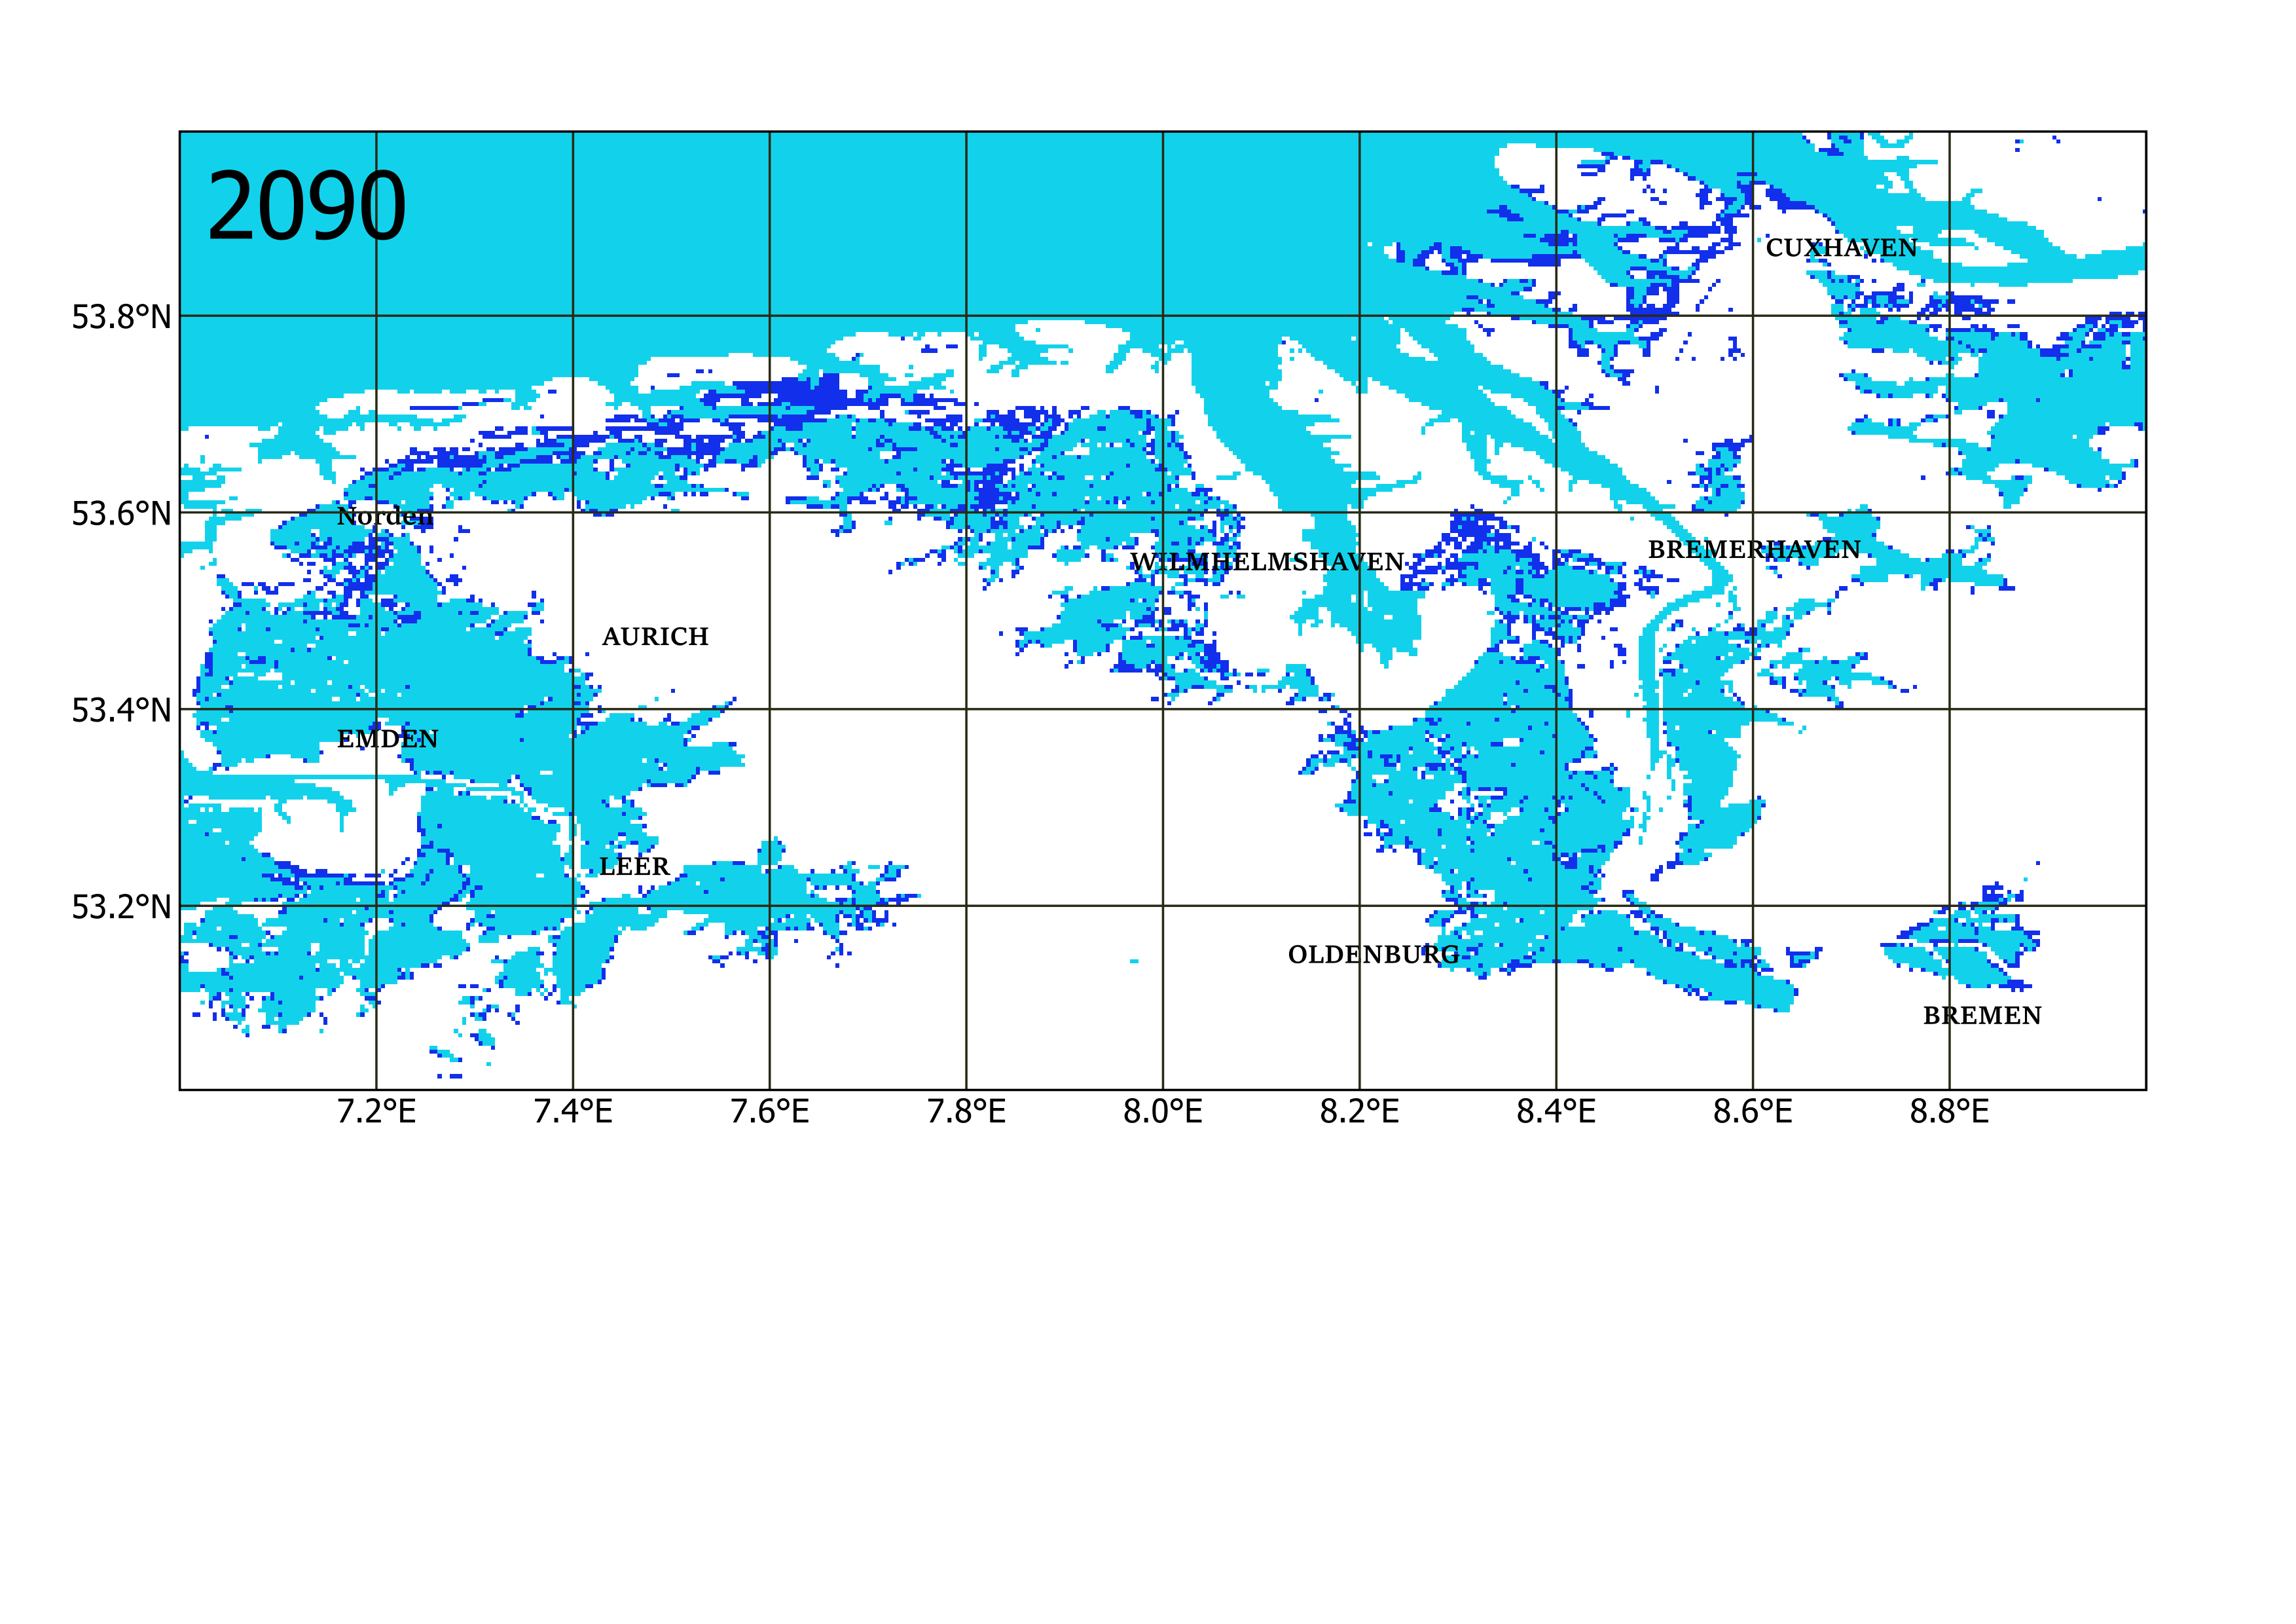 2090
CUXHAVEN
53.8°N
53.6°N
Norden
BREMERHAVEN
WILMHELMSHAVEN
AURICH
53.4°N
EMDEN
LEER
53.2°N
OLDENBURG
BREMEN
7.2°E 7.4°E 7.6°E 7.8°E 8.0°E 8.2°E 8.4°E 8.6°E 8.8°E